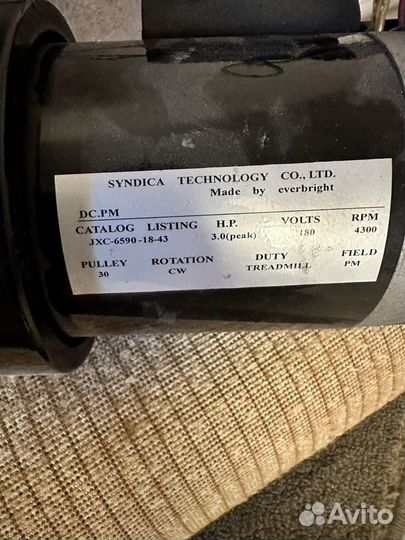 SYNDICA TECHNOLOGY CO., LTD.
Made by everbright
DC.PM
CATALOG LISTING H.P. VOLTS RPM
JXC-6590-18-43 3.0(peak) 180 4300
PULLEY ROTATION DUTY FIELD
30 CW TREADMILL PM
Avito